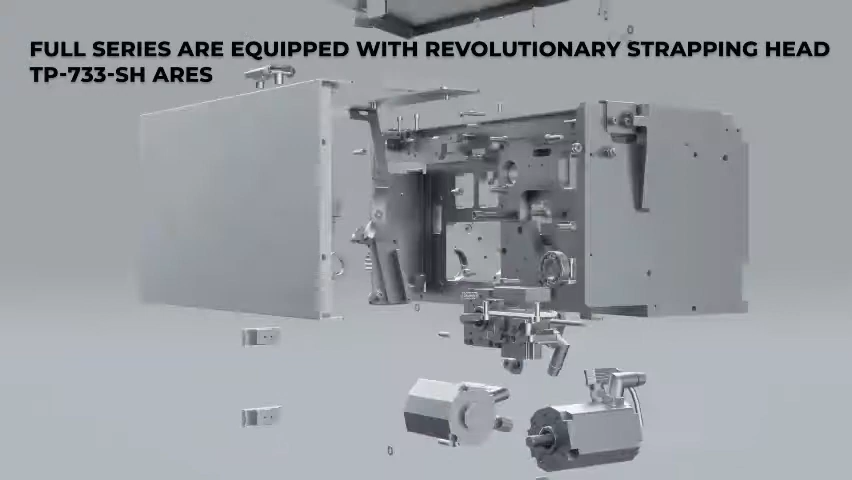 FULL SERIES ARE EQUIPPED WITH REVOLUTIONARY STRAPPING HEAD
TP-733-SH ARES